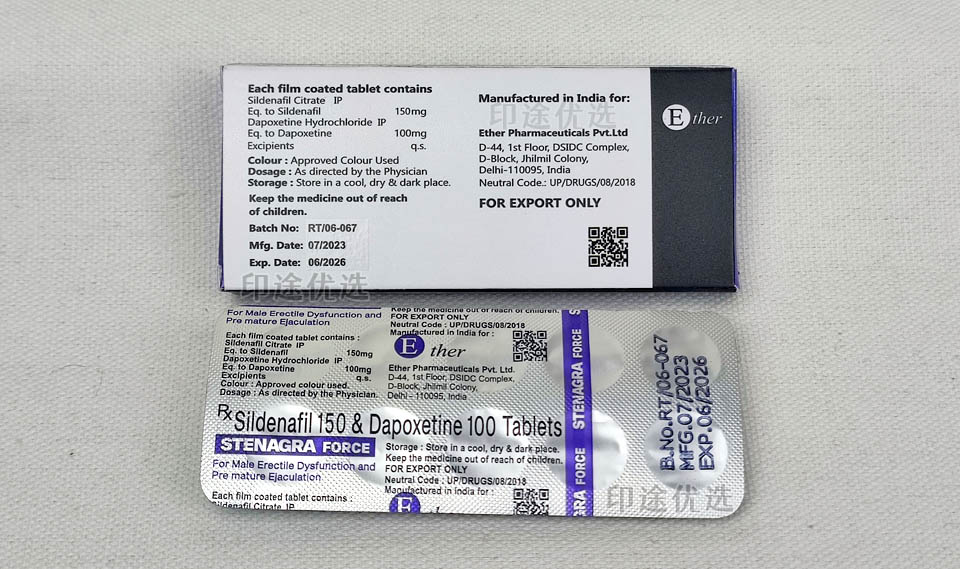 Each film coated tablet contains
Sildenafil Citrate IP
Eq. to Sildenafil 150mg
Dapoxetine Hydrochloride IP
Eq. to Dapoxetine 100mg
Excipients q.s.
Colour : Approved Colour Used
Dosage : As directed by the Physician
Storage : Store in a cool, dry & dark place.
Keep the medicine out of reach
of children.
Batch No: RT/06-067
Mfg. Date: 07/2023
Exp. Date: 06/2026
印途优选
Manufactured in India for:
印途优选
Ether Pharmaceuticals Pvt.Ltd
D-44, 1st Floor, DSIDC Complex,
D-Block, Jhilmil Colony,
Delhi-110095, India
Neutral Code.: UP/DRUGS/08/2018
FOR EXPORT ONLY
Ether
For Male Erectile Dysfunction and
Pre mature Ejaculation
Each film coated tablet contains :
Sildenafil Citrate IP
Eq. to Sildenafil 150mg
Dapoxetine Hydrochloride IP
Eq. to Dapoxetine 100mg
Excipients q.s.
Colour : Approved colour used.
Dosage : As directed by the Physician.
Keep the medicine out of reach of children.
FOR EXPORT ONLY
Neutral Code : UP/DRUGS/08/2018
Manufactured in India for :
Ether
Ether Pharmaceuticals Pvt. Ltd.
D-44, 1st Floor, DSIDC Complex,
D-Block, Jhilmil Colony,
Delhi - 110095, India
Rx Sildenafil 150 & Dapoxetine 100 Tablets
STENAGRA FORCE
For Male Erectile Dysfunction and
Pre mature Ejaculation
Each film coated tablet contains :
Sildenafil Citrate IP
Storage : Store in a cool, dry & dark place.
Keep the medicine out of reach of children.
FOR EXPORT ONLY
Neutral Code : UP/DRUGS/08/2018
Manufactured in India for :
STENAGRA FORCE
FORCE
B.No.RT/06-067
MFG.07/2023
EXP.06/2026
印途优选